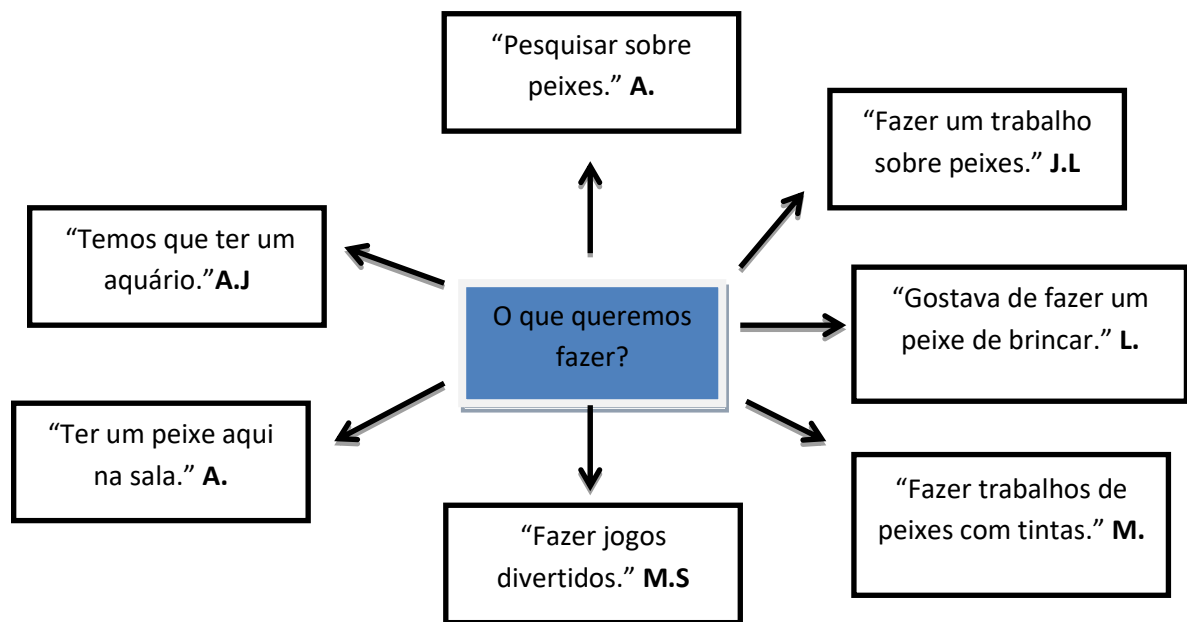 “Pesquisar sobre
peixes.” A.
“Fazer um trabalho
sobre peixes.” J.L
“Temos que ter um
aquário.”A.J
“Gostava de fazer um
peixe de brincar.” L.
O que queremos
fazer?
“Ter um peixe aqui
na sala.” A.
“Fazer trabalhos de
peixes com tintas.” M.
“Fazer jogos
divertidos.” M.S